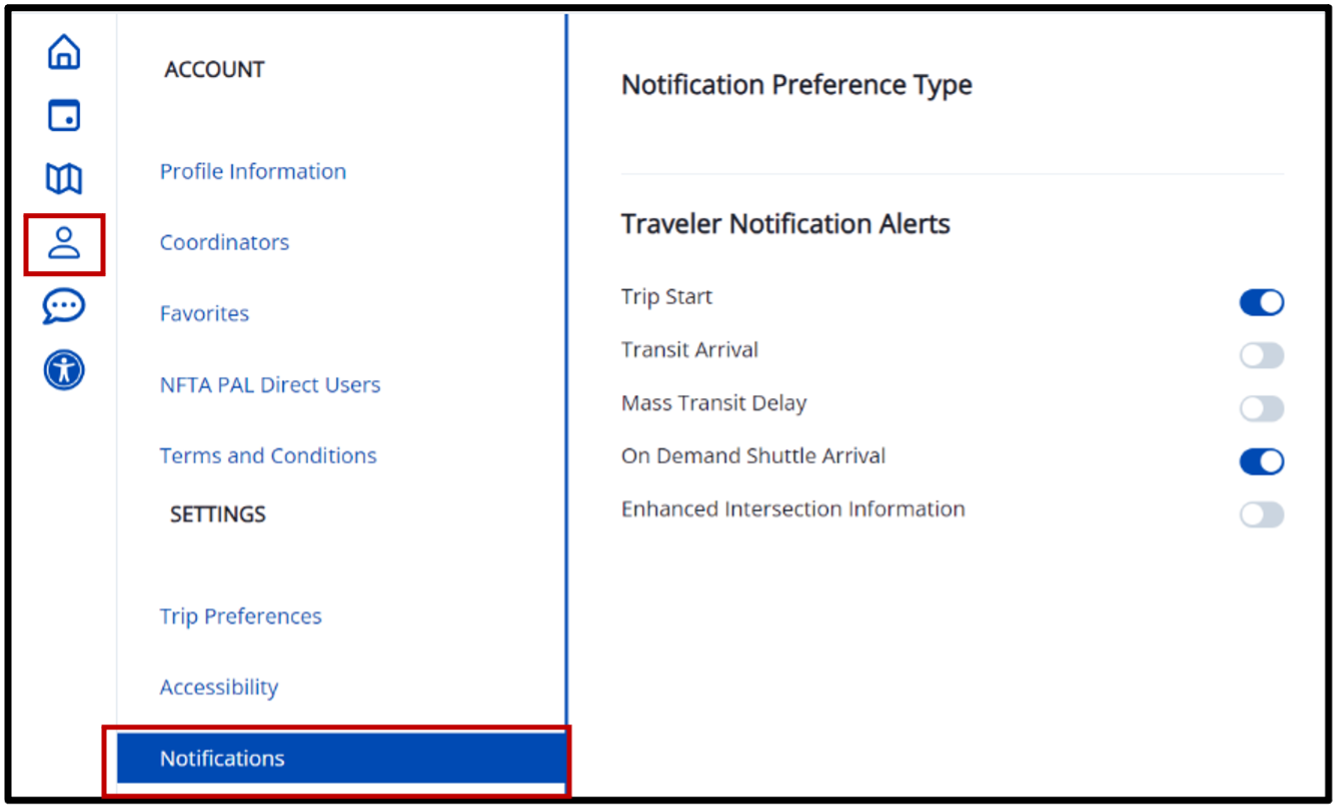 ACCOUNT
Profile Information
Coordinators
Favorites
NFTA PAL Direct Users
Terms and Conditions
SETTINGS
Trip Preferences
Accessibility
Notifications
Notification Preference Type
Traveler Notification Alerts
Trip Start
Transit Arrival
Mass Transit Delay
On Demand Shuttle Arrival
Enhanced Intersection Information